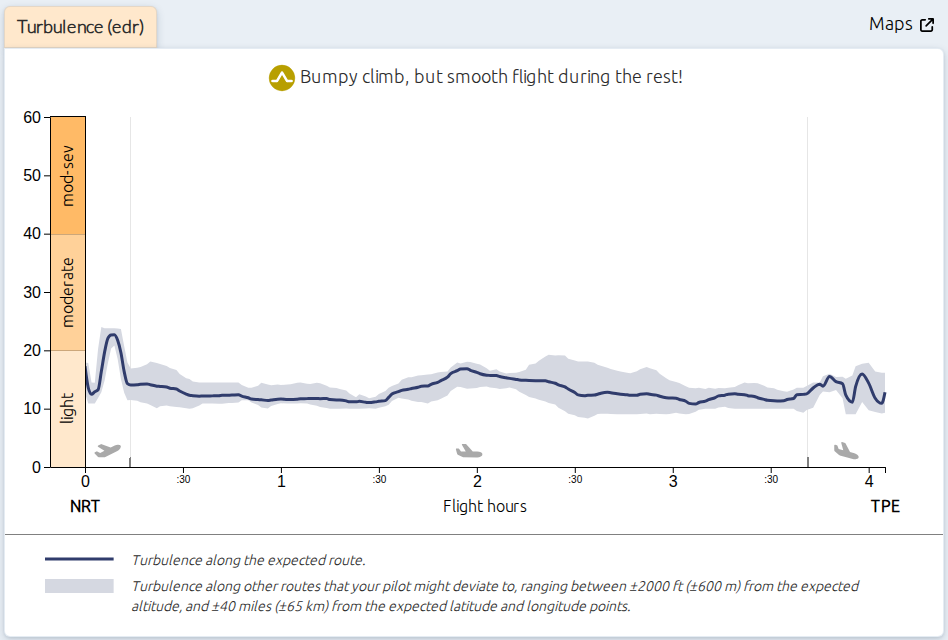 Turbulence (edr)
Maps
Bumpy climb, but smooth flight during the rest!
60
50
40
30
20
10
0
mod-sev
moderate
light
0 :30 1 :30 2 :30 3 :30 4
NRT Flight hours TPE
Turbulence along the expected route.
Turbulence along other routes that your pilot might deviate to, ranging between ±2000 ft (±600 m) from the expected
altitude, and ±40 miles (±65 km) from the expected latitude and longitude points.